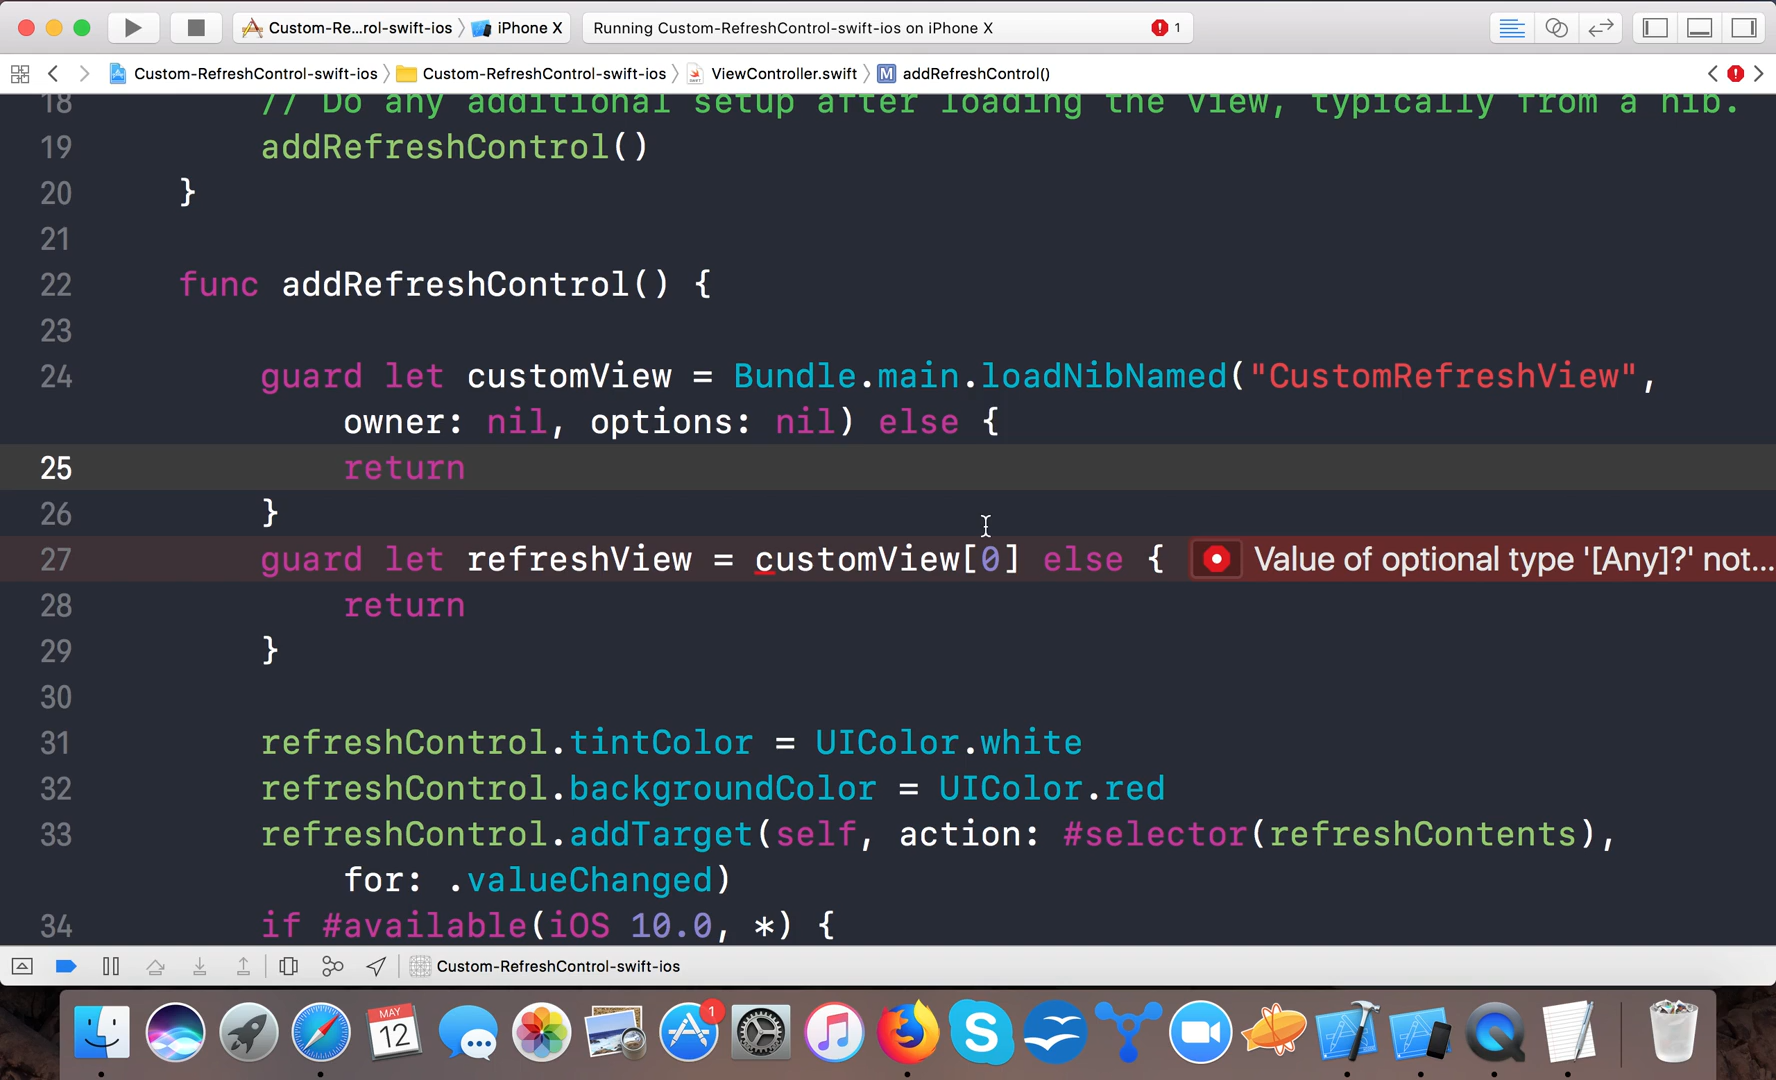 Custom-Re...rol-swift-ios iPhone X Running Custom-RefreshControl-swift-ios on iPhone X 1
Custom-RefreshControl-swift-ios Custom-RefreshControl-swift-ios ViewController.swift M addRefreshControl()
18 // Do any additional setup after loading the view, typically from a nib.
19 addRefreshControl()
20 }
21
22 func addRefreshControl() {
23
24 guard let customView = Bundle.main.loadNibNamed("CustomRefreshView",
owner: nil, options: nil) else {
25 return
26 }
27 guard let refreshView = customView[0] else { Value of optional type '[Any]?' not...
28 return
29 }
30
31 refreshControl.tintColor = UIColor.white
32 refreshControl.backgroundColor = UIColor.red
33 refreshControl.addTarget(self, action: #selector(refreshContents),
for: .valueChanged)
34 if #available(iOS 10.0, *) {
Custom-RefreshControl-swift-ios
MAY
12
1